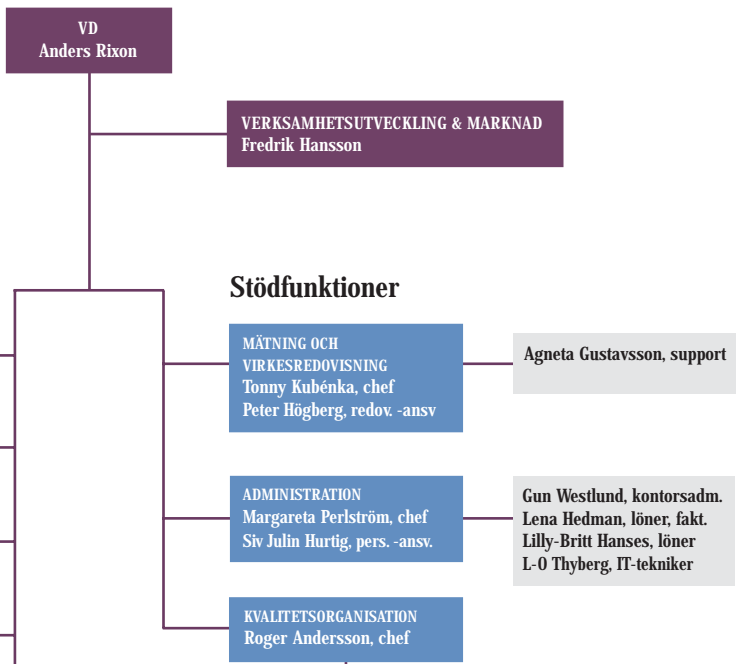 VD
Anders Rixon
VERKSAMHETSUTVECKLING & MARKNAD
Fredrik Hansson
Stödfunktioner
MÄTNING OCH
VIRKESREDOVISNING
Tonny Kubénka, chef
Peter Högberg, redov. -ansv
Agneta Gustavsson, support
ADMINISTRATION
Margareta Perlström, chef
Siv Julin Hurtig, pers. -ansv.
Gun Westlund, kontorsadm.
Lena Hedman, löner, fakt.
Lilly-Britt Hanses, löner
L-O Thyberg, IT-tekniker
KVALITETSORGANISATION
Roger Andersson, chef